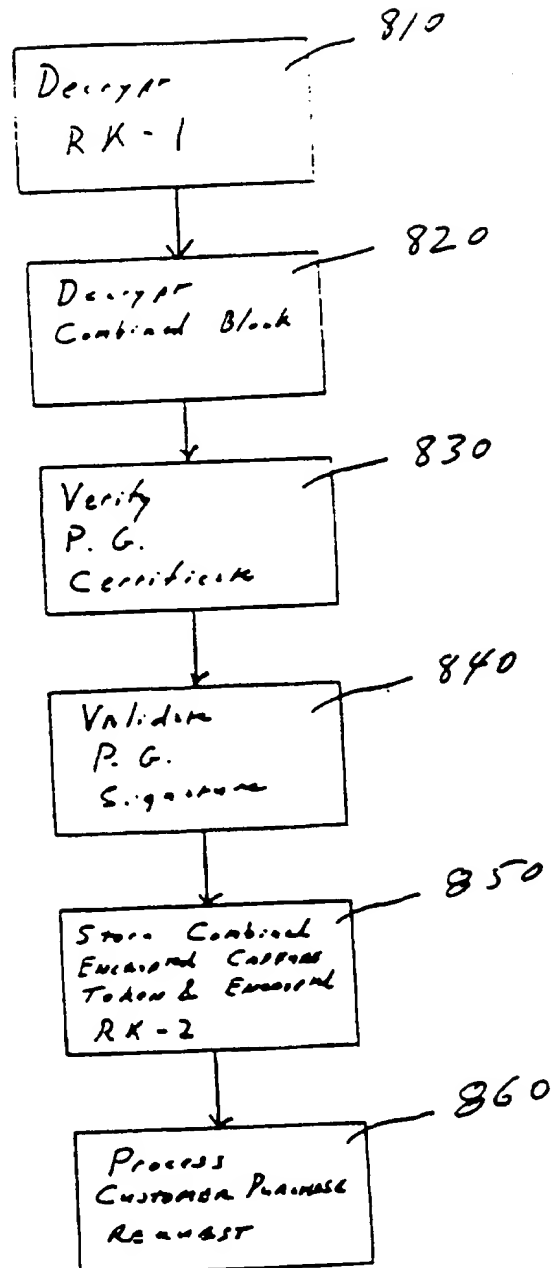 810
Decrypt
RK-1
820
Decrypt
Combined Block
830
Verify
P. G.
Certificate
840
Validate
P. G.
Signature
850
Store Combined
Encrypted Capture
Token & Encrypted
RK-2
860
Process
Customer Purchase
Request